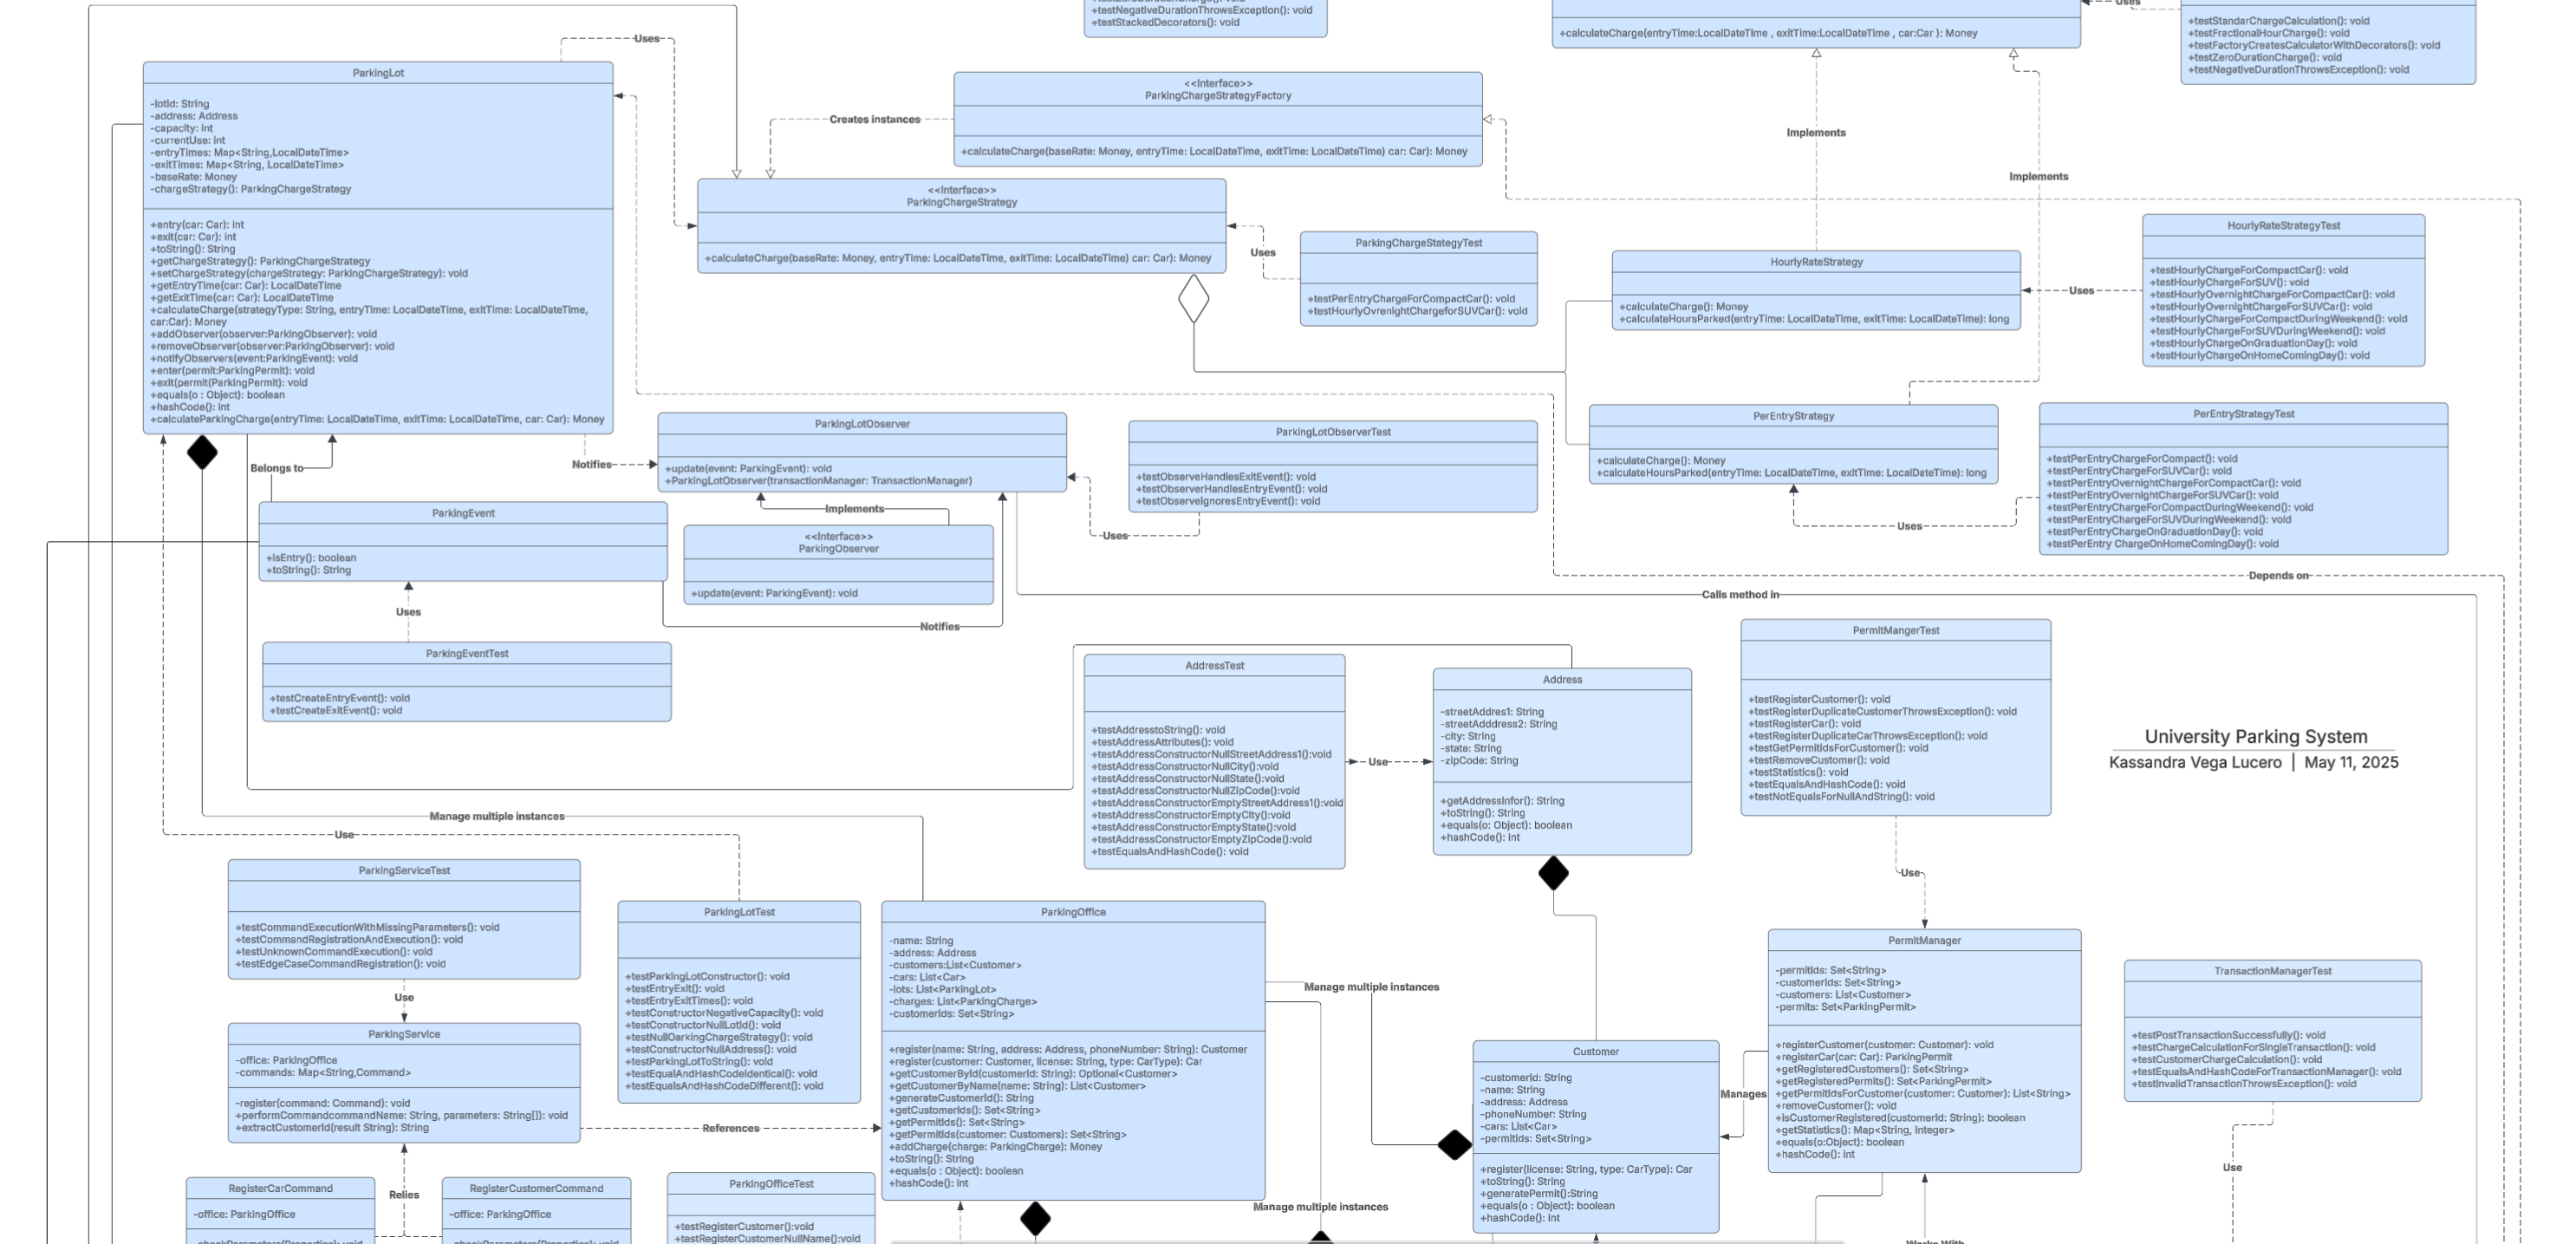 +testNegativeDurationThrowsException(): void
+testStackedDecorators(): void
+calculateCharge(entryTime:LocalDateTime , exitTime:LocalDateTime , car:Car ): Money
Uses
+testStandarChargeCalculation(): void
+testFractionalHourCharge(): void
+testFactoryCreatesCalculatorWithDecorators(): void
+testZeroDurationCharge(): void
+testNegativeDurationThrowsException(): void
Uses
ParkingLot
-lotId: String
-address: Address
-capacity: int
-currentUse: int
-entryTimes: Map<String,LocalDateTime>
-exitTimes: Map<String, LocalDateTime>
-baseRate: Money
-chargeStrategy(): ParkingChargeStrategy
+entry(car: Car): int
+exit(car: Car): int
+toString(): String
+getChargeStrategy(): ParkingChargeStrategy
+setChargeStrategy(chargeStrategy: ParkingChargeStrategy): void
+getEntryTime(car: Car): LocalDateTime
+getExitTime(car: Car): LocalDateTime
+calculateCharge(strategyType: String, entryTime: LocalDateTime, exitTime: LocalDateTime,
car:Car): Money
+addObserver(observer:ParkingObserver): void
+removeObserver(observer:ParkingObserver): void
+notifyObservers(event:ParkingEvent): void
+enter(permit:ParkingPermit): void
+exit(permit(ParkingPermit): void
+equals(o : Object): boolean
+hashCode(): int
+calculateParkingCharge(entryTime: LocalDateTime, exitTime: LocalDateTime, car: Car): Money
<<Interface>>
ParkingChargeStrategyFactory
+calculateCharge(baseRate: Money, entryTime: LocalDateTime, exitTime: LocalDateTime) car: Car): Money
Creates instances
<<Interface>>
ParkingChargeStrategy
+calculateCharge(baseRate: Money, entryTime: LocalDateTime, exitTime: LocalDateTime) car: Car): Money
Uses
ParkingChargeStategyTest
+testPerEntryChargeForCompactCar(): void
+testHourlyOvrenightChargeforSUVCar(): void
Implements
Implements
HourlyRateStrategy
+calculateCharge(): Money
+calculateHoursParked(entryTime: LocalDateTime, exitTime: LocalDateTime): long
Uses
HourlyRateStrategyTest
+testHourlyChargeForCompactCar(): void
+testHourlyChargeForSUV(): void
+testHourlyOvernightChargeForCompactCar(): void
+testHourlyOvernightChargeForSUVCar(): void
+testHourlyChargeForCompactDuringWeekend(): void
+testHourlyChargeForSUVDuringWeekend(): void
+testHourlyChargeOnGraduationDay(): void
+testHourlyChargeOnHomeComingDay(): void
PerEntryStrategy
+calculateCharge(): Money
+calculateHoursParked(entryTime: LocalDateTime, exitTime: LocalDateTime): long
Uses
PerEntryStrategyTest
+testPerEntryChargeForCompact(): void
+testPerEntryChargeForSUVCar(): void
+testPerEntryOvernightChargeForCompactCar(): void
+testPerEntryOvernightChargeForSUVCar(): void
+testPerEntryChargeForCompactDuringWeekend(): void
+testPerEntryChargeForSUVDuringWeekend(): void
+testPerEntryChargeOnGraduationDay(): void
+testPerEntry ChargeOnHomeComingDay(): void
Belongs to
Notifies
ParkingLotObserver
+update(event: ParkingEvent): void
+ParkingLotObserver(transactionManager: TransactionManager)
ParkingLotObserverTest
+testObserveHandlesExitEvent(): void
+testObserverHandlesEntryEvent(): void
+testObserveIgnoresEntryEvent(): void
Uses
Implements
<<Interface>>
ParkingObserver
+update(event: ParkingEvent): void
ParkingEvent
+isEntry(): boolean
+toString(): String
Uses
Notifies
ParkingEventTest
+testCreateEntryEvent(): void
+testCreateExitEvent(): void
Depends on
Calls method in
AddressTest
+testAddresstoString(): void
+testAddressAttributes(): void
+testAddressConstructorNullStreetAddress1():void
+testAddressConstructorNullCity():void
+testAddressConstructorNullState():void
+testAddressConstructorNullZipCode():void
+testAddressConstructorEmptyStreetAddress1():void
+testAddressConstructorEmptyCity():void
+testAddressConstructorEmptyState():void
+testAddressConstructorEmptyZipCode():void
+testEqualsAndHashCode(): void
Use
Address
-streetAddres1: String
-streetAdddress2: String
-city: String
-state: String
-zipCode: String
+getAddressInfor(): String
+toString(): String
+equals(o: Object): boolean
+hashCode(): int
PermitMangerTest
+testRegisterCustomer(): void
+testRegisterDuplicateCustomerThrowsException(): void
+testRegisterCar(): void
+testRegisterDuplicateCarThrowsException(): void
+testGetPermitIdsForCustomer(): void
+testRemoveCustomer(): void
+testStatistics(): void
+testEqualsAndHashCode(): void
+testNotEqualsForNullAndString(): void
University Parking System
Kassandra Vega Lucero | May 11, 2025
Use
Manage multiple instances
Use
ParkingServiceTest
+testCommandExecutionWithMissingParameters(): void
+testCommandRegistrationAndExecution(): void
+testUnknownCommandExecution(): void
+testEdgeCaseCommandRegistration(): void
Use
ParkingService
-office: ParkingOffice
-commands: Map<String,Command>
-register(command: Command): void
+performCommandcommandName: String, parameters: String[]): void
+extractCustomerId(result String): String
References
ParkingLotTest
+testParkingLotConstructor(): void
+testEntryExit(): void
+testEntryExitTimes(): void
+testConstructorNegativeCapacity(): void
+testConstructorNullLotId(): void
+testNullOarkingChargeStrategy(): void
+testConstructorNullAddress(): void
+testParkingLotToString(): void
+testEqualAndHashCodeIdentical(): void
+testEqualsAndHashCodeDifferent(): void
ParkingOffice
-name: String
-address: Address
-customers:List<Customer>
-cars: List<Car>
-lots: List<ParkingLot>
-charges: List<ParkingCharge>
-customerIds: Set<String>
+register(name: String, address: Address, phoneNumber: String): Customer
+register(customer: Customer, license: String, type: CarType): Car
+getCustomerById(customerId: String): Optional<Customer>
+getCustomerByName(name: String): List<Customer>
+generateCustomerId(): String
+getCustomerIds(): Set<String>
+getPermitIds(): Set<String>
+getPermitIds(customer: Customers): Set<String>
+addCharge(charge: ParkingCharge): Money
+toString(): String
+equals(o : Object): boolean
+hashCode(): int
Manage multiple instances
Manage multiple instances
Customer
-customerId: String
-name: String
-address: Address
-phoneNumber: String
-cars: List<Car>
-permitIds: Set<String>
+register(license: String, type: CarType): Car
+toString(): String
+generatePermit():String
+equals(o : Object): boolean
+hashCode(): int
Manages
PermitManager
-permitIds: Set<String>
-customerIds: Set<String>
-customers: List<Customer>
-permits: Set<ParkingPermit>
+registerCustomer(customer: Customer): void
+registerCar(car: Car): ParkingPermit
+getRegisteredCustomers(): Set<String>
+getRegisteredPermits(): Set<ParkingPermit>
+getPermitIdsForCustomer(customer: Customer): List<String>
+removeCustomer(): void
+isCustomerRegistered(customerId: String): boolean
+getStatistics(): Map<String, Integer>
+equals(o:Object): boolean
+hashCode(): int
TransactionManagerTest
+testPostTransactionSuccessfully(): void
+testChargeCalculationForSingleTransaction(): void
+testCustomerChargeCalculation(): void
+testEqualsAndHashCodeForTransactionManager(): void
+testInvalidTransactionThrowsException(): void
Use
Works With
Relies
RegisterCarCommand
-office: ParkingOffice
RegisterCustomerCommand
-office: ParkingOffice
ParkingOfficeTest
+testRegisterCustomer():void
+testRegisterCustomerNullName():void